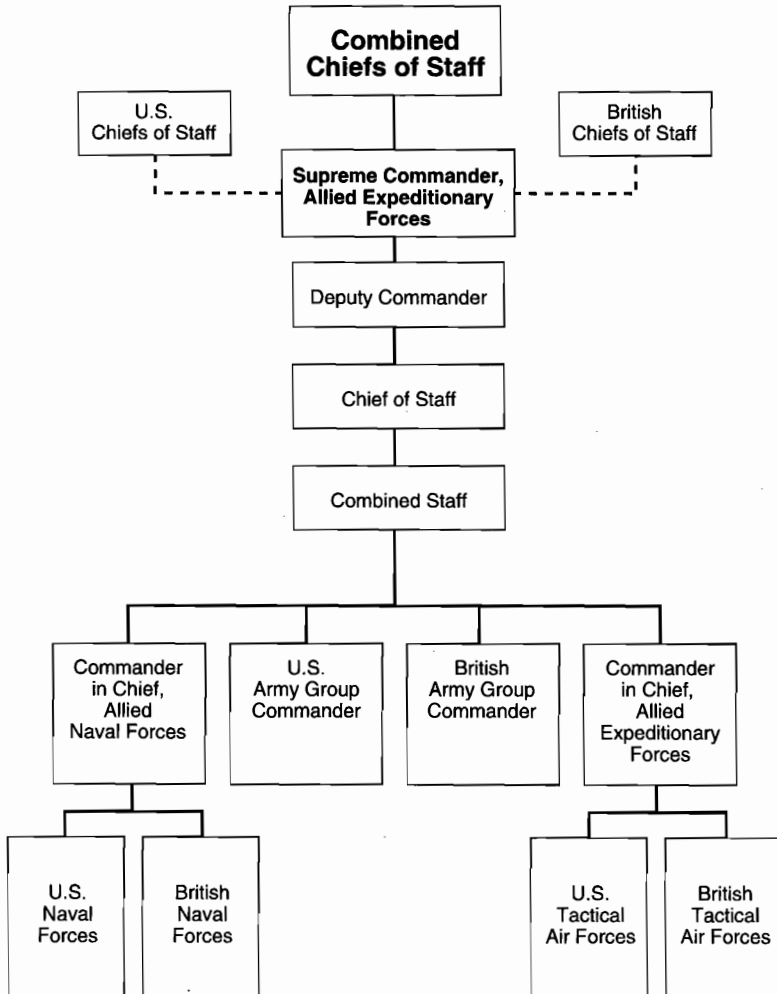 Combined
Chiefs of Staff
U.S.
Chiefs of Staff
British
Chiefs of Staff
Supreme Commander,
Allied Expeditionary
Forces
Deputy Commander
Chief of Staff
Combined Staff
Commander
in Chief,
Allied
Naval Forces
U.S.
Army Group
Commander
British
Army Group
Commander
Commander
in Chief,
Allied
Expeditionary
Forces
U.S.
Naval
Forces
British
Naval
Forces
U.S.
Tactical
Air Forces
British
Tactical
Air Forces